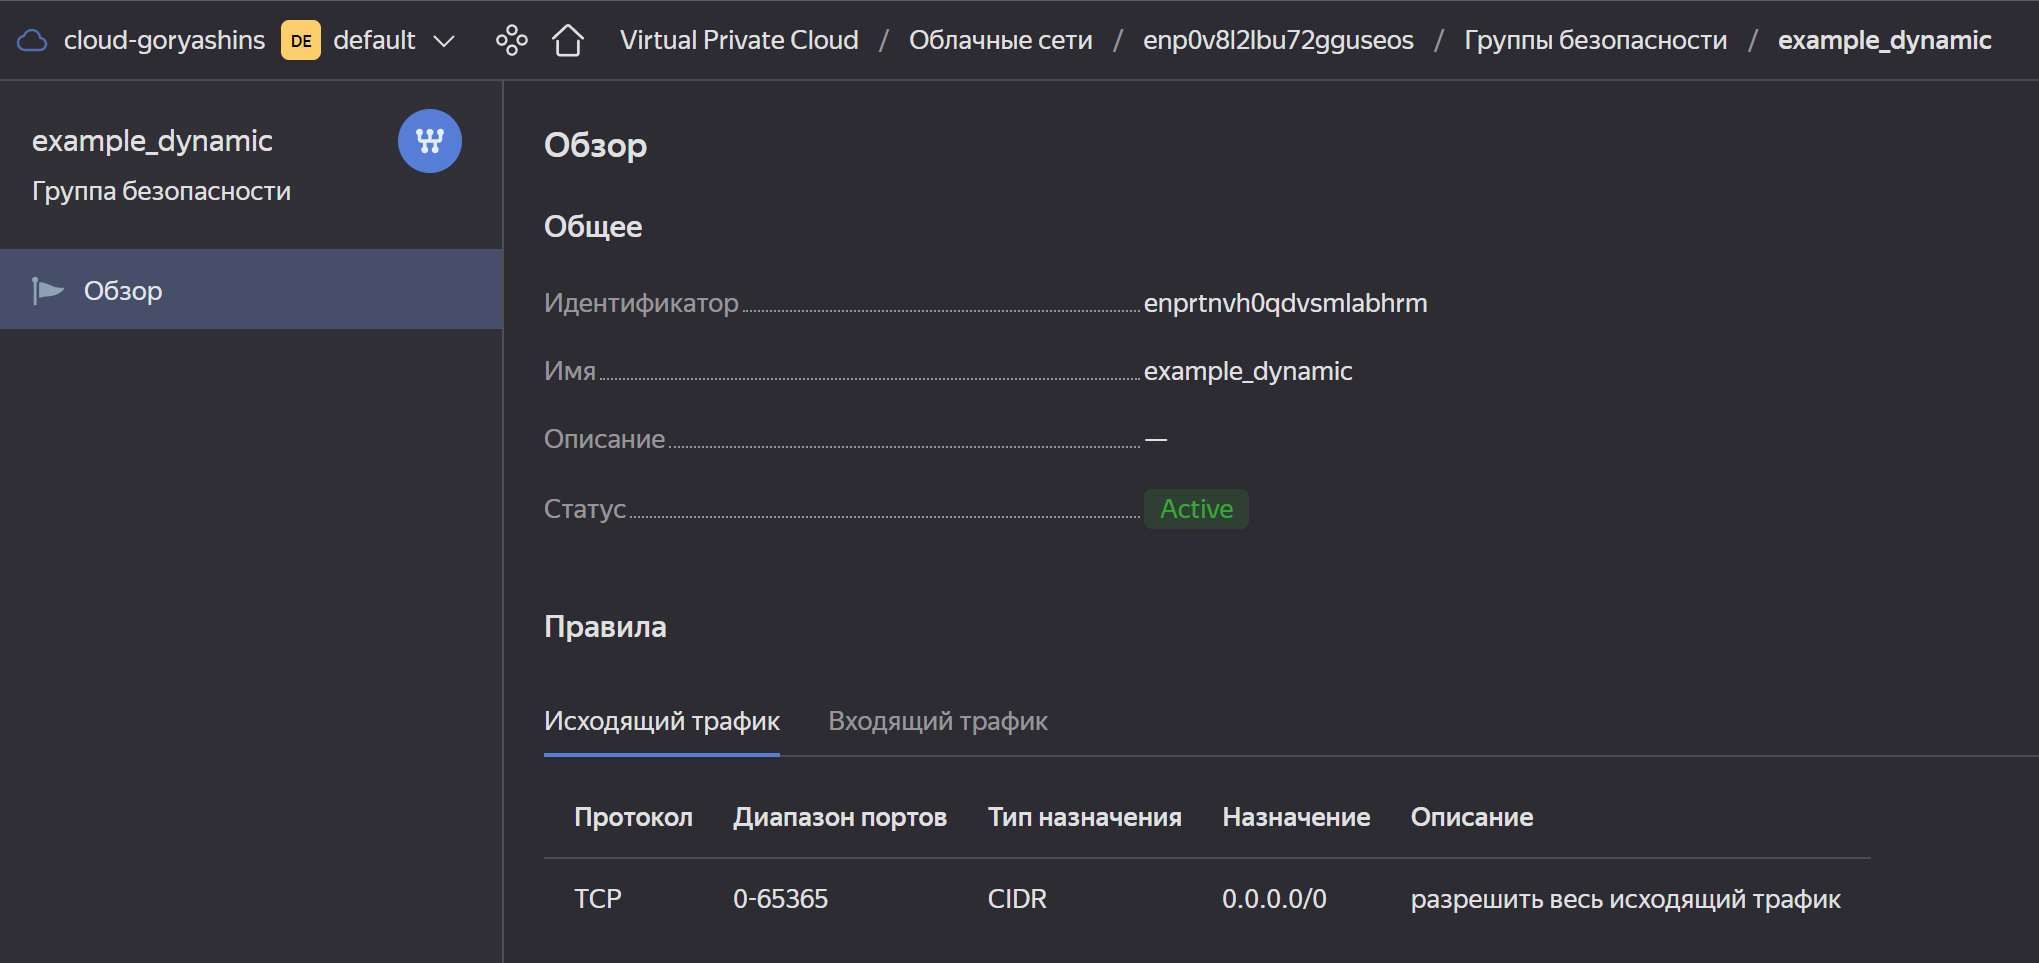 cloud-goryashins DE default Virtual Private Cloud / Облачные сети / enp0v8l2lbu72gguseos / Группы безопасности / example_dynamic
example_dynamic
Группа безопасности
Обзор
Обзор
Общее
Идентификатор enprtnvh0qdvsmlabhrm
Имя example_dynamic
Описание —
Статус Active
Правила
Исходящий трафик Входящий трафик
Протокол Диапазон портов Тип назначения Назначение Описание
TCP 0-65365 CIDR 0.0.0.0/0 разрешить весь исходящий трафик